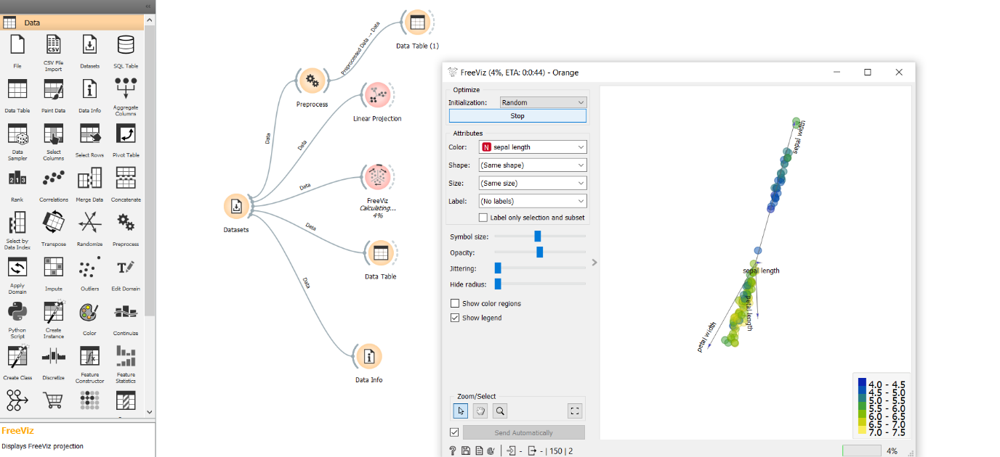 «
Data
File
CSV File
Import
Datasets
SQL Table
Data Table
Paint Data
Data Info
Aggregate
Columns
Data
Sampler
Select
Columns
Select Rows
Pivot Table
Rank
Correlations
Merge Data
Concatenate
Select by
Data Index
Transpose
Randomize
Preprocess
Apply
Domain
Impute
Outliers
Edit Domain
Python
Script
Create
Instance
Color
Continuize
Create Class
Discretize
Feature
Constructor
Feature
Statistics
FreeViz
Displays FreeViz projection
Data Table (1)
Preprocessed Data → Data
Preprocess
Linear Projection
Data
Data
Data
FreeViz
Calculating...
4%
Datasets
Data
Data Table
Data
Data Info
FreeViz (4%, ETA: 0:0:44) - Orange
Optimize
Initialization: Random
Stop
Attributes
Color: N sepal length
Shape: (Same shape)
Size: (Same size)
Label: (No labels)
Label only selection and subset
Symbol size:
Opacity:
Jittering:
Hide radius:
Show color regions
Show legend
Zoom/Select
Send Automatically
? - - | 150 | 2
sepal width
sepal length
petal length
petal width
4.0 - 4.5
4.5 - 5.0
5.0 - 5.5
5.5 - 6.0
6.0 - 6.5
6.5 - 7.0
7.0 - 7.5
4%